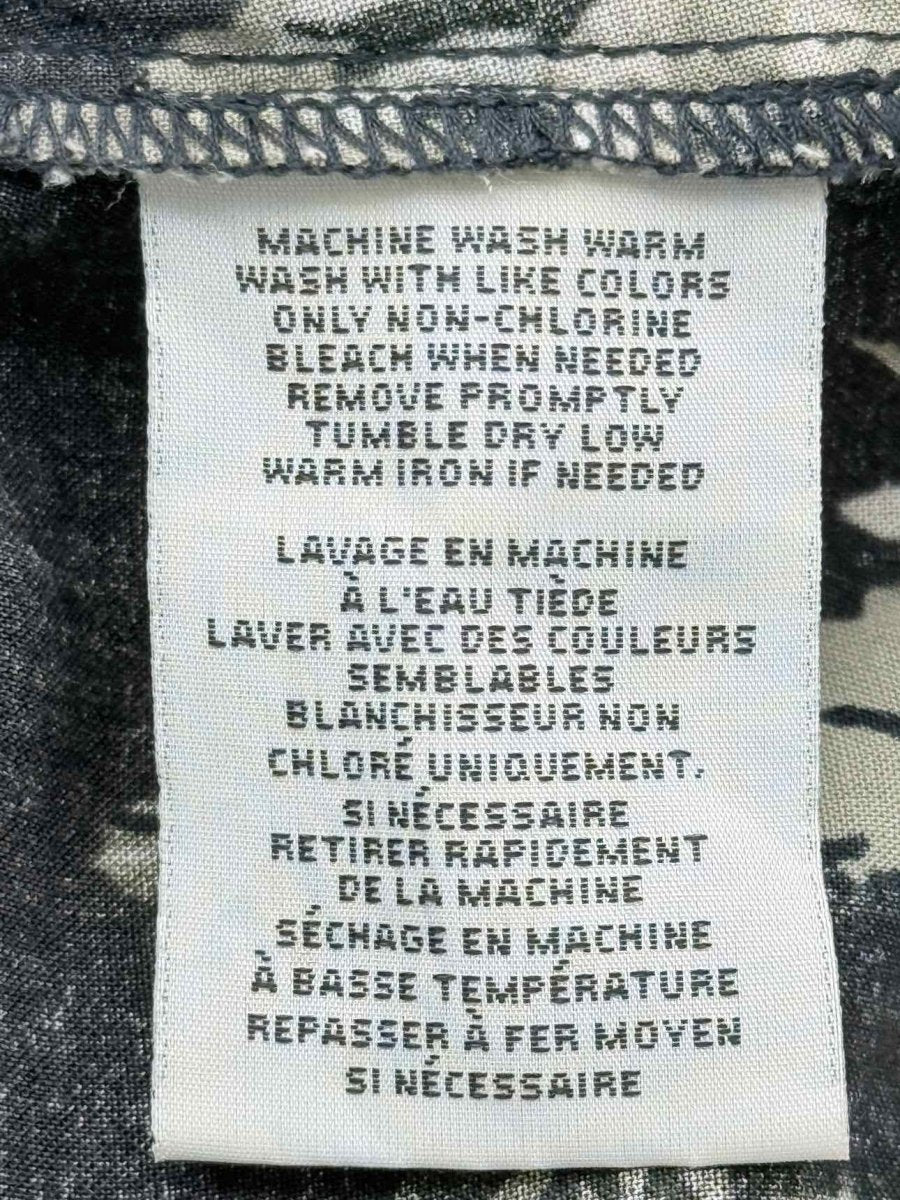 MACHINE WASH WARM
WASH WITH LIKE COLORS
ONLY NON-CHLORINE
BLEACH WHEN NEEDED
REMOVE PROMPTLY
TUMBLE DRY LOW
WARM IRON IF NEEDED
LAVAGE EN MACHINE
À L'EAU TIÈDE
LAVER AVEC DES COULEURS
SEMBLABLES
BLANCHISSEUR NON
CHLORÉ UNIQUEMENT,
SI NÉCESSAIRE
RETIRER RAPIDEMENT
DE LA MACHINE
SÉCHAGE EN MACHINE
À BASSE TEMPÉRATURE
REPASSER À FER MOYEN
SI NÉCESSAIRE